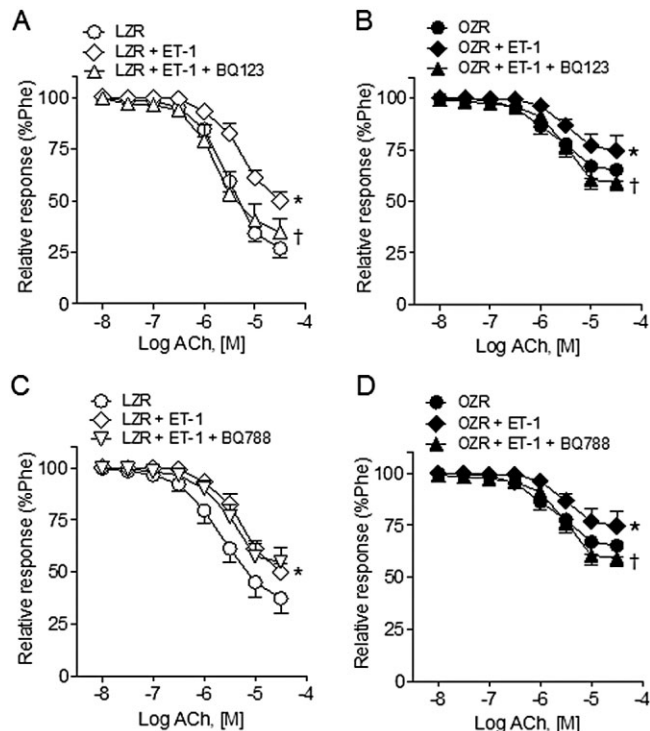 A
LZR
LZR + ET-1
LZR + ET-1 + BQ123
Relative response (%Phe)
100
75
50
25
0
*
†
-8 -7 -6 -5 -4
Log ACh, [M]
B
OZR
OZR + ET-1
OZR + ET-1 + BQ123
Relative response (%Phe)
100
75
50
25
0
*
†
-8 -7 -6 -5 -4
Log ACh, [M]
C
LZR
LZR + ET-1
LZR + ET-1 + BQ788
Relative response (%Phe)
100
75
50
25
0
*
-8 -7 -6 -5 -4
Log ACh, [M]
D
OZR
OZR + ET-1
OZR + ET-1 + BQ788
Relative response (%Phe)
100
75
50
25
0
*
†
-8 -7 -6 -5 -4
Log ACh, [M]